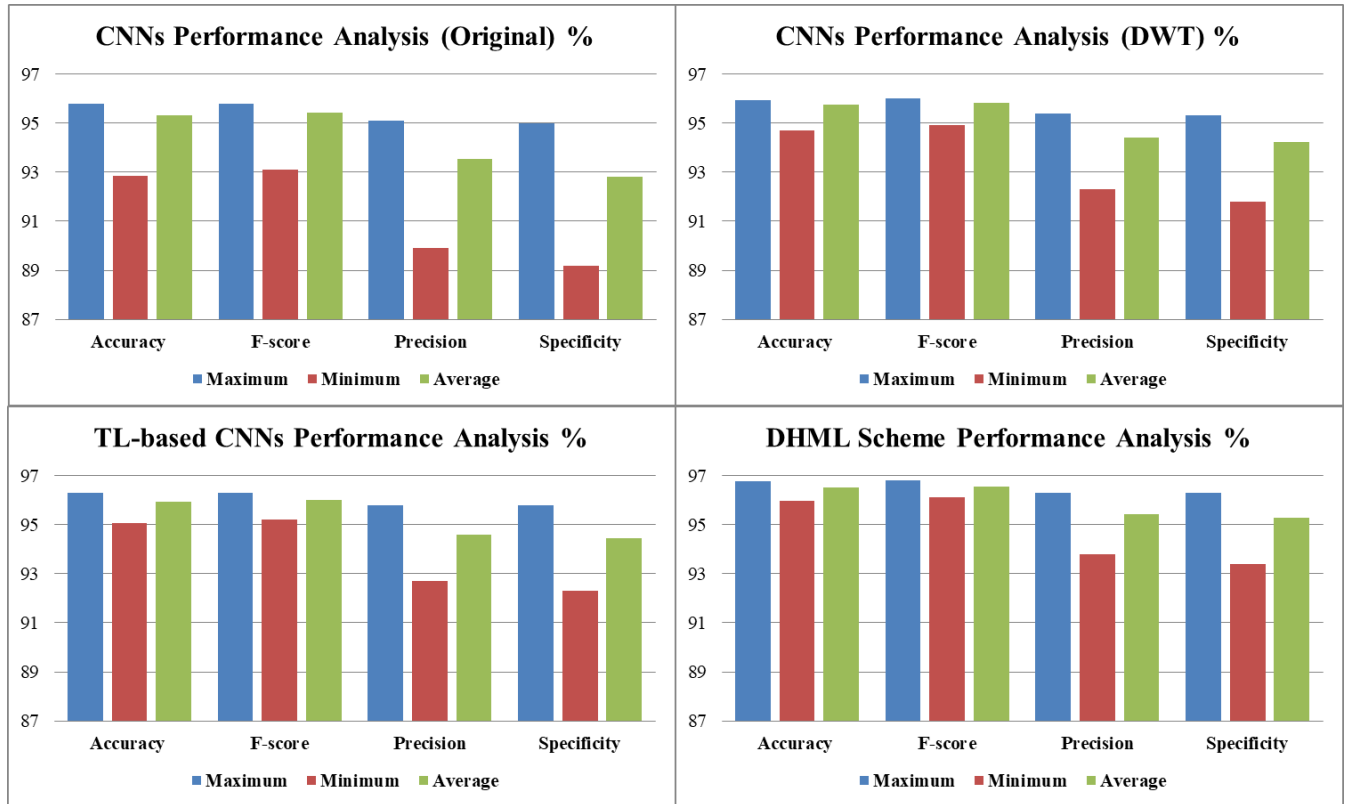 CNNs Performance Analysis (Original) %
97
95
93
91
89
87
Accuracy F-score Precision Specificity
Maximum Minimum Average
CNNs Performance Analysis (DWT) %
97
95
93
91
89
87
Accuracy F-score Precision Specificity
Maximum Minimum Average
TL-based CNNs Performance Analysis %
97
95
93
91
89
87
Accuracy F-score Precision Specificity
Maximum Minimum Average
DHML Scheme Performance Analysis %
97
95
93
91
89
87
Accuracy F-score Precision Specificity
Maximum Minimum Average